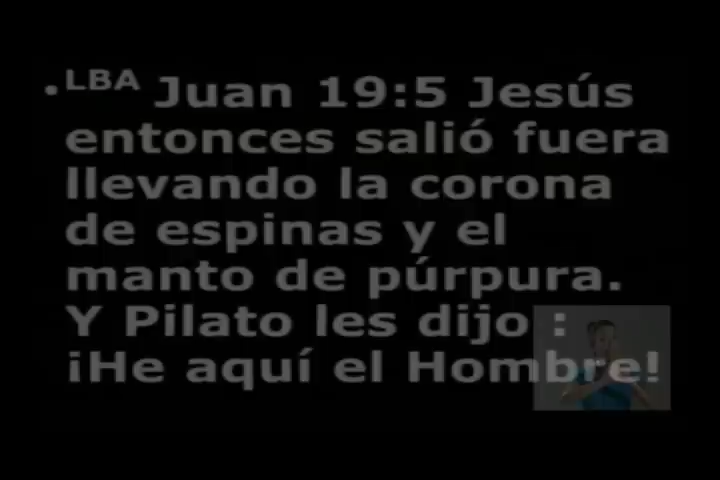 •LBA Juan 19:5 Jesús
entonces salió fuera
llevando la corona
de espinas y el
manto de púrpura.
Y Pilato les dijo :
¡He aquí el Hombre!